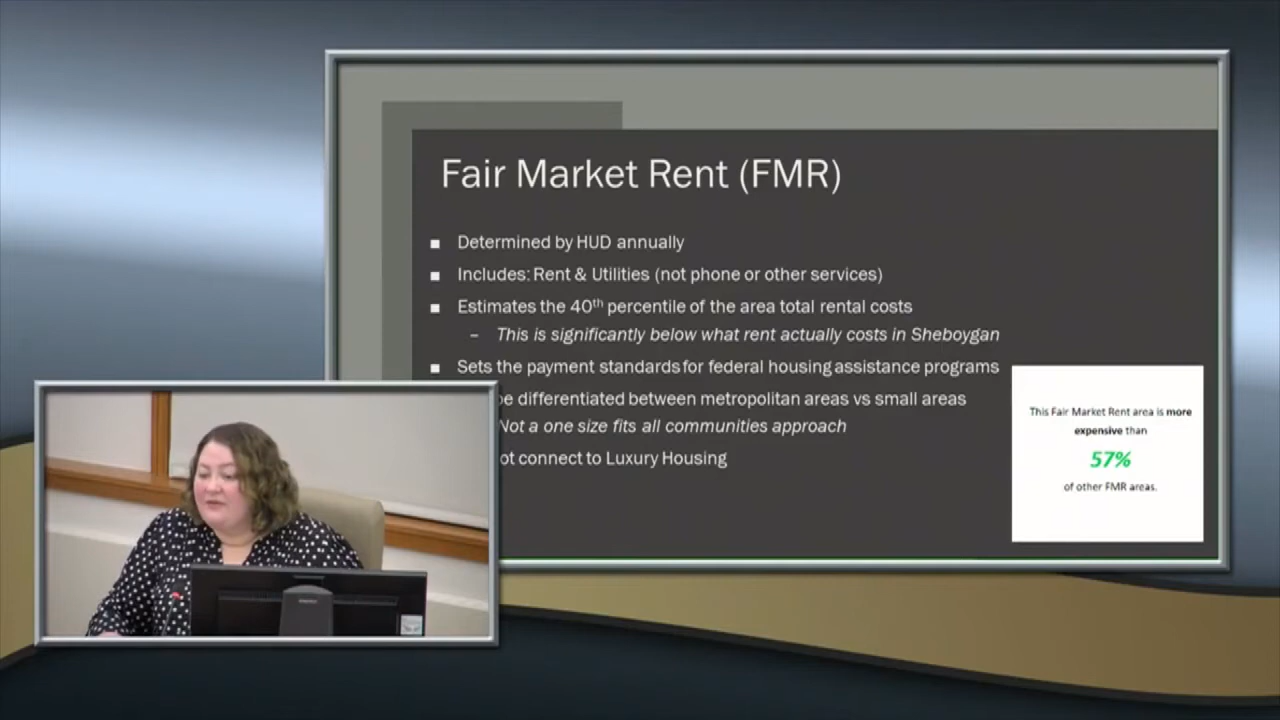 Fair Market Rent (FMR)
■ Determined by HUD annually
■ Includes: Rent & Utilities (not phone or other services)
■ Estimates the 40th percentile of the area total rental costs
– This is significantly below what rent actually costs in Sheboygan
■ Sets the payment standards for federal housing assistance programs
be differentiated between metropolitan areas vs small areas
Not a one size fits all communities approach
connect to Luxury Housing
This Fair Market Rent area is more
expensive than
57%
of other FMR areas.